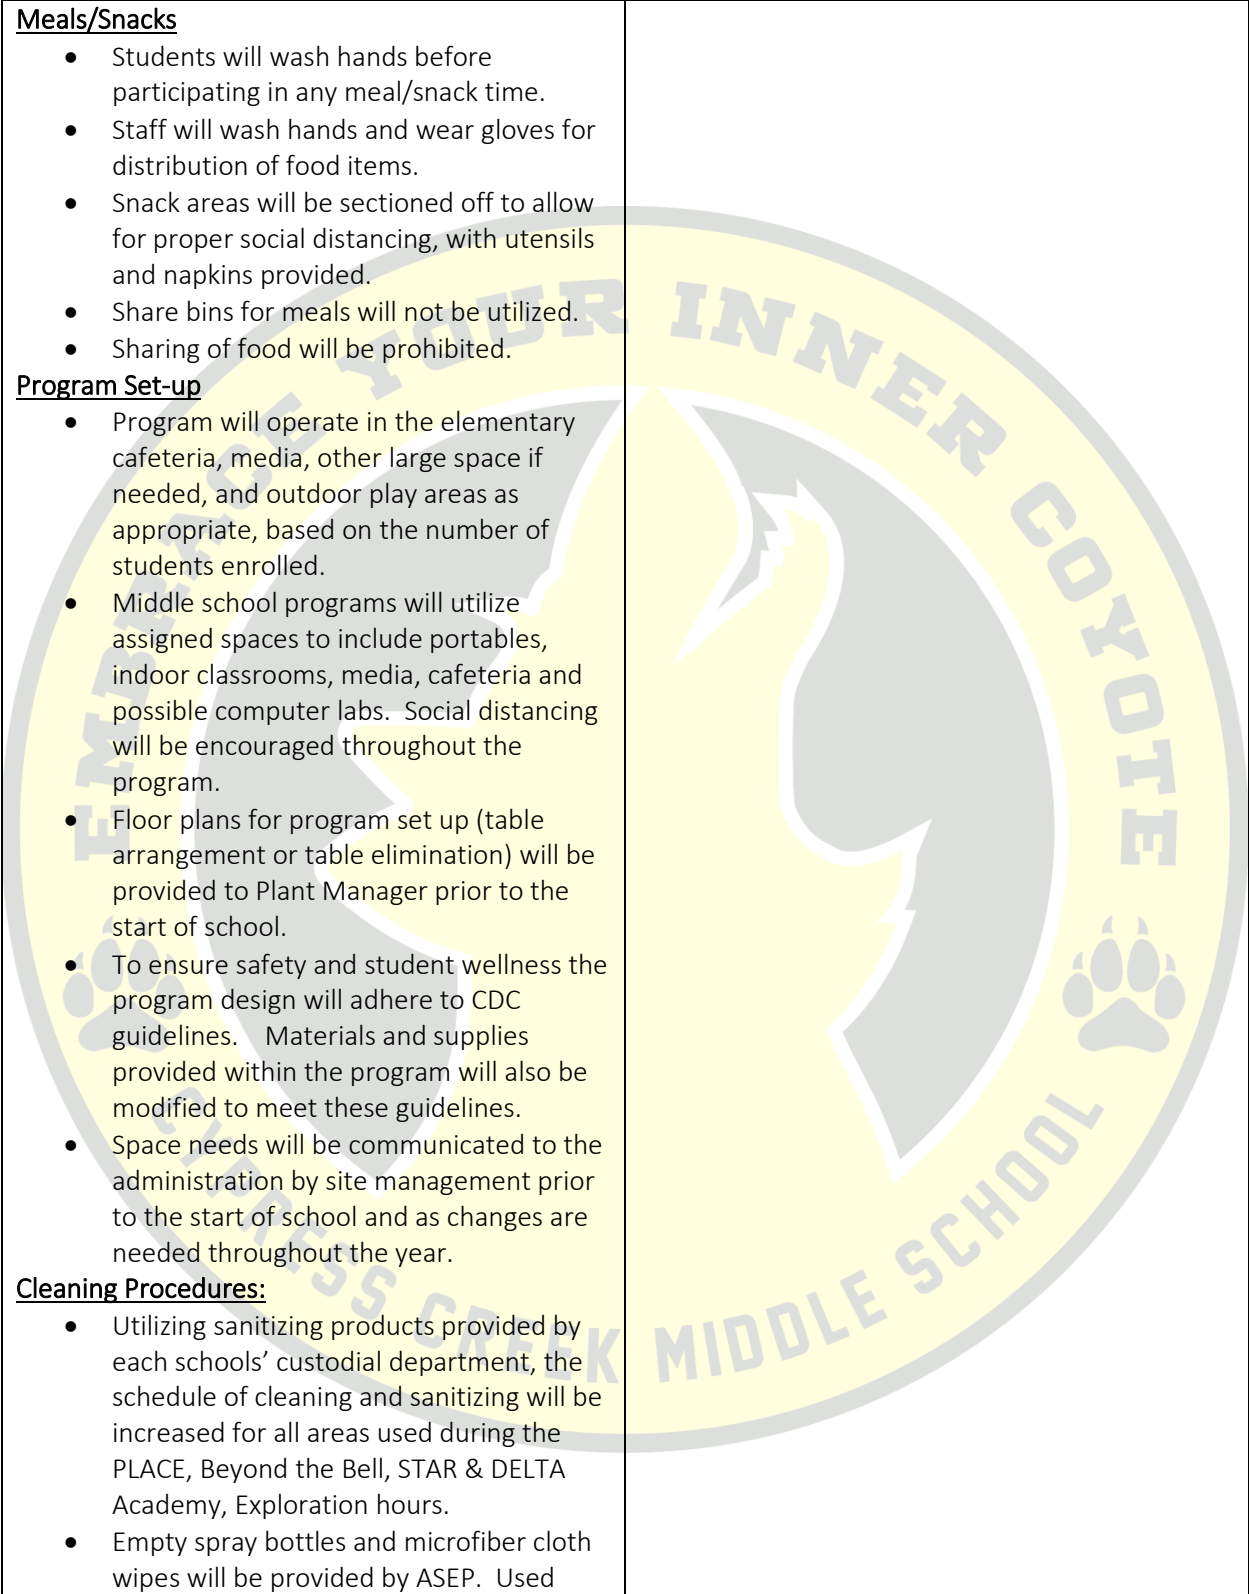 Meals/Snacks
• Students will wash hands before
participating in any meal/snack time.
• Staff will wash hands and wear gloves for
distribution of food items.
• Snack areas will be sectioned off to allow
for proper social distancing, with utensils
and napkins provided.
• Share bins for meals will not be utilized.
• Sharing of food will be prohibited.
Program Set-up
• Program will operate in the elementary
cafeteria, media, other large space if
needed, and outdoor play areas as
appropriate, based on the number of
students enrolled.
• Middle school programs will utilize
assigned spaces to include portables,
indoor classrooms, media, cafeteria and
possible computer labs.  Social distancing
will be encouraged throughout the
program.
• Floor plans for program set up (table
arrangement or table elimination) will be
provided to Plant Manager prior to the
start of school.
• To ensure safety and student wellness the
program design will adhere to CDC
guidelines.    Materials and supplies
provided within the program will also be
modified to meet these guidelines.
• Space needs will be communicated to the
administration by site management prior
to the start of school and as changes are
needed throughout the year.
Cleaning Procedures:
• Utilizing sanitizing products provided by
each schools’ custodial department, the
schedule of cleaning and sanitizing will be
increased for all areas used during the
PLACE, Beyond the Bell, STAR & DELTA
Academy, Exploration hours.
• Empty spray bottles and microfiber cloth
wipes will be provided by ASEP.  Used
EMBRACE YOUR INNER COYOTE
CYPRESS CREEK MIDDLE SCHOOL